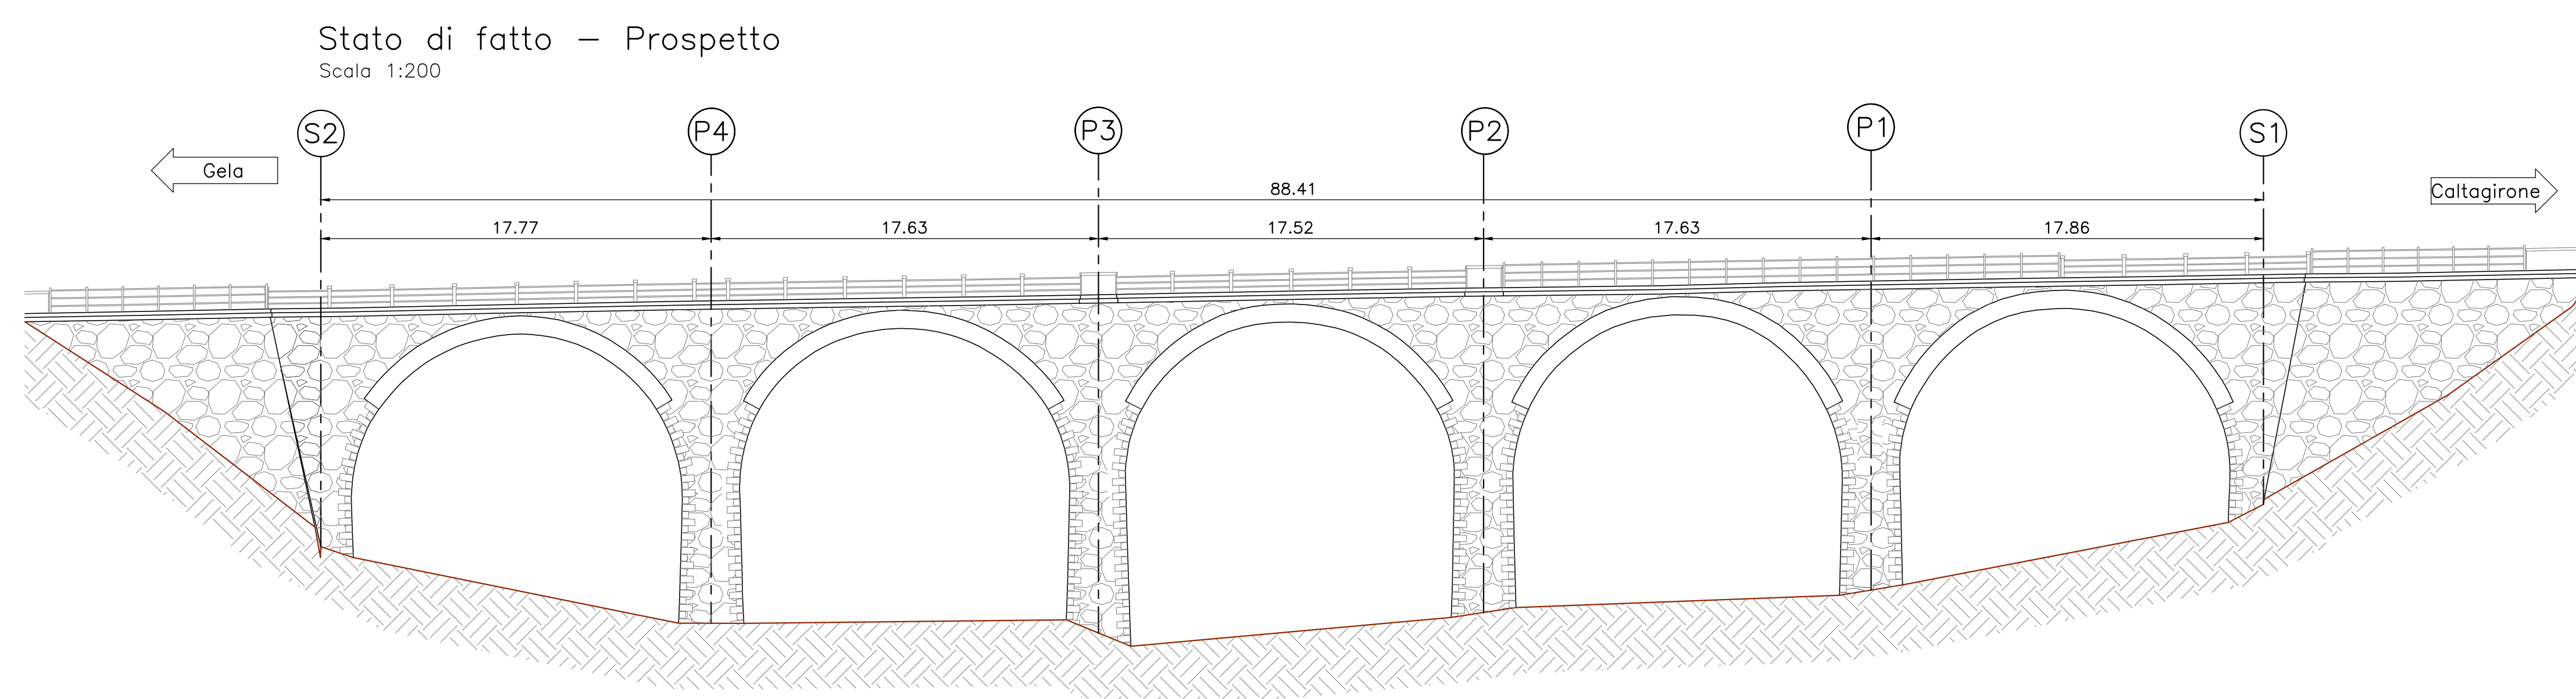 Stato di fatto – Prospetto
Scala 1:200
S2 P4 P3 P2 P1 S1
Gela
Caltagirone
88.41
17.77 17.63 17.52 17.63 17.86